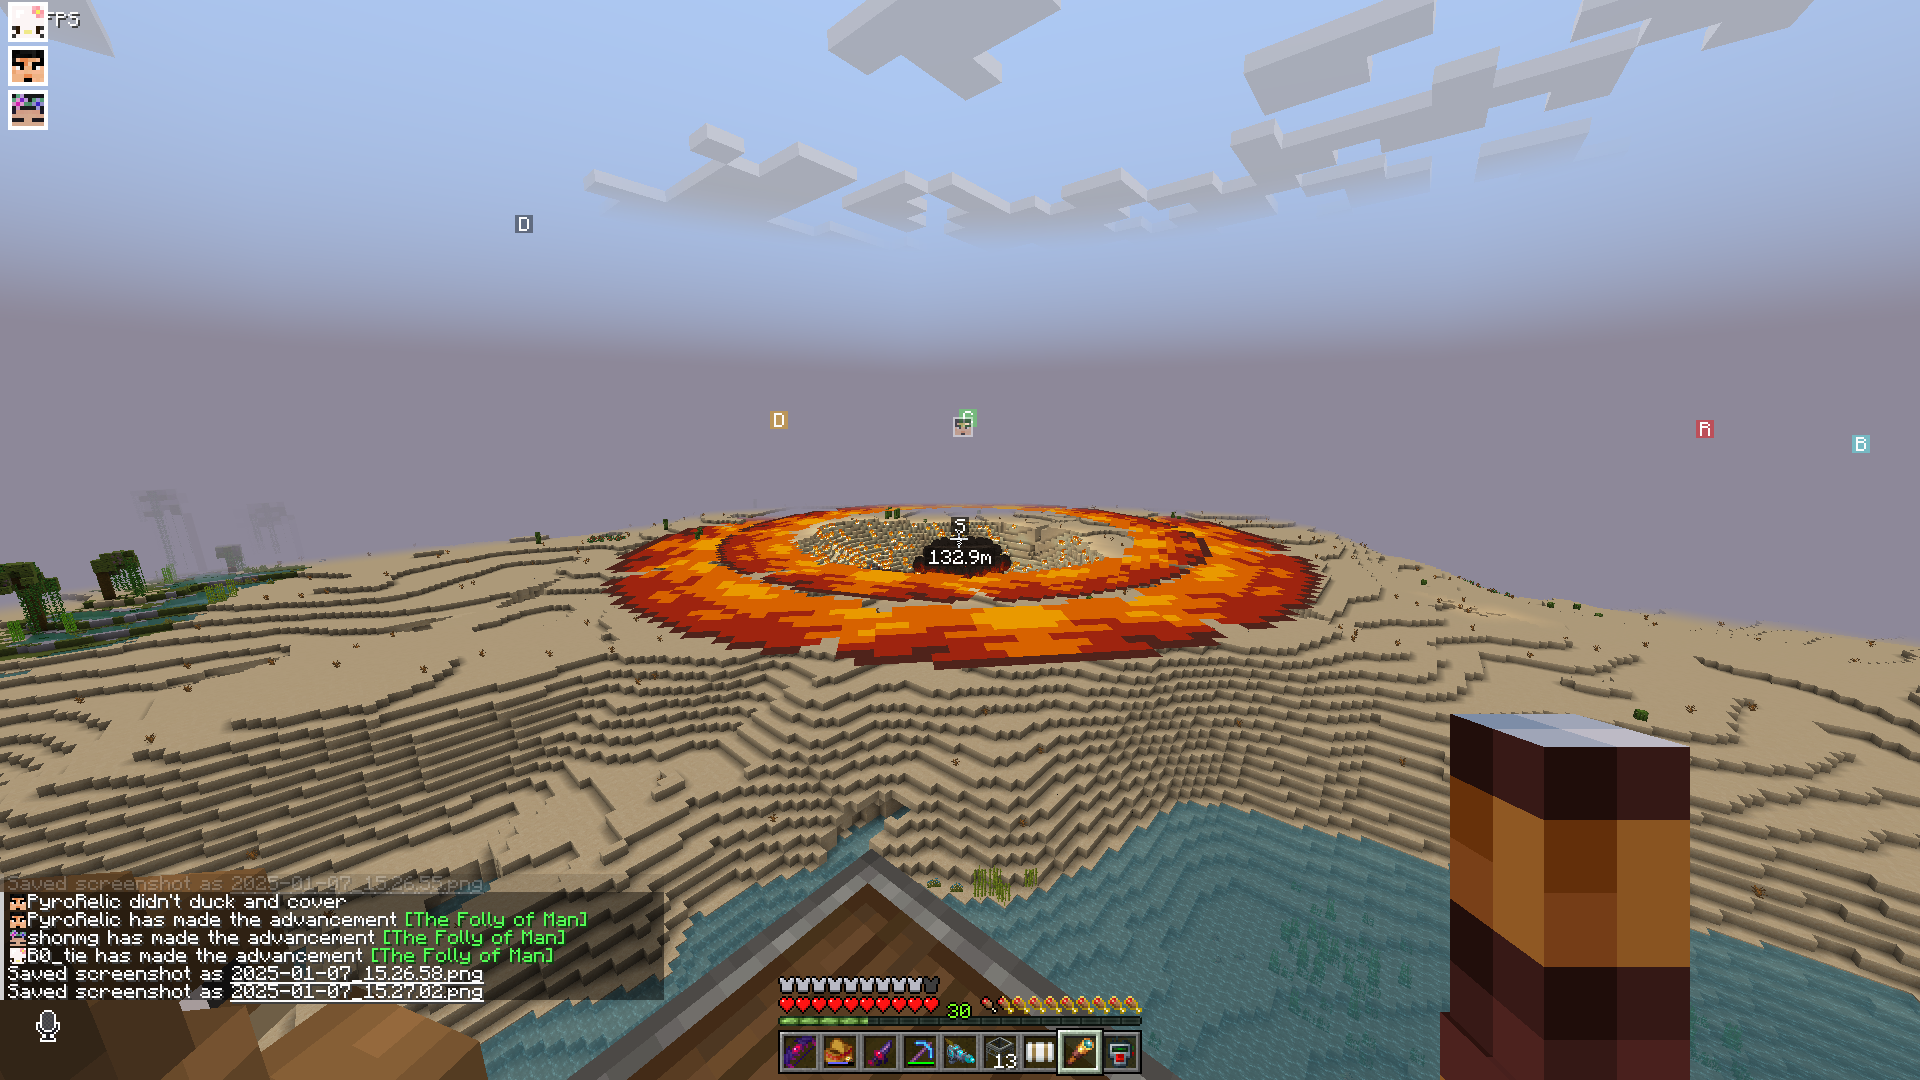 FPS
D
D
R
B
S
132.9m
Saved screenshot as 2025-01-07_15.26.55.png
PyroRelic didn't duck and cover
PyroRelic has made the advancement [The Folly of Man]
shonmg has made the advancement [The Folly of Man]
B0_tie has made the advancement [The Folly of Man]
Saved screenshot as 2025-01-07_15.26.58.png
Saved screenshot as 2025-01-07_15.27.02.png
30
13